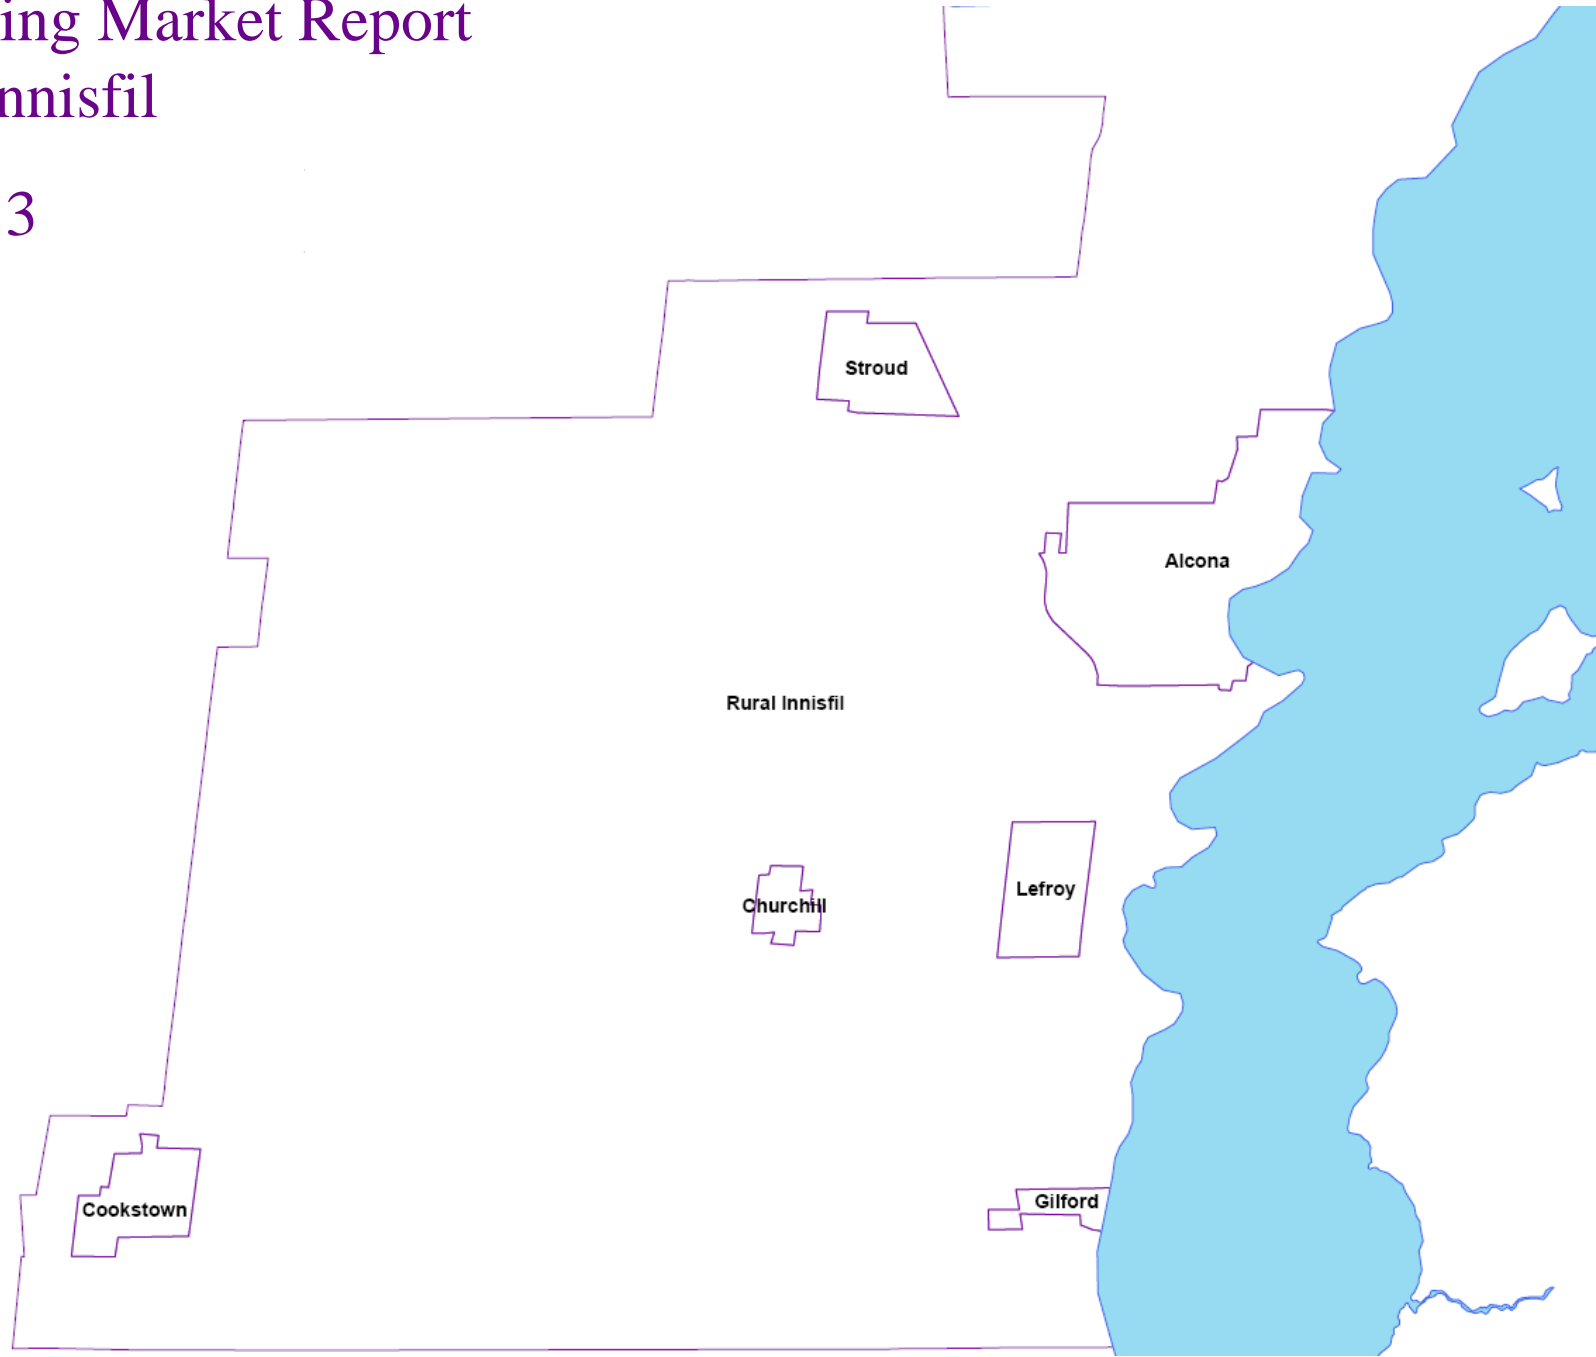 ing Market Report
nnisfil
3
Stroud
Alcona
Rural Innisfil
Lefroy
Churchill
Gilford
Cookstown